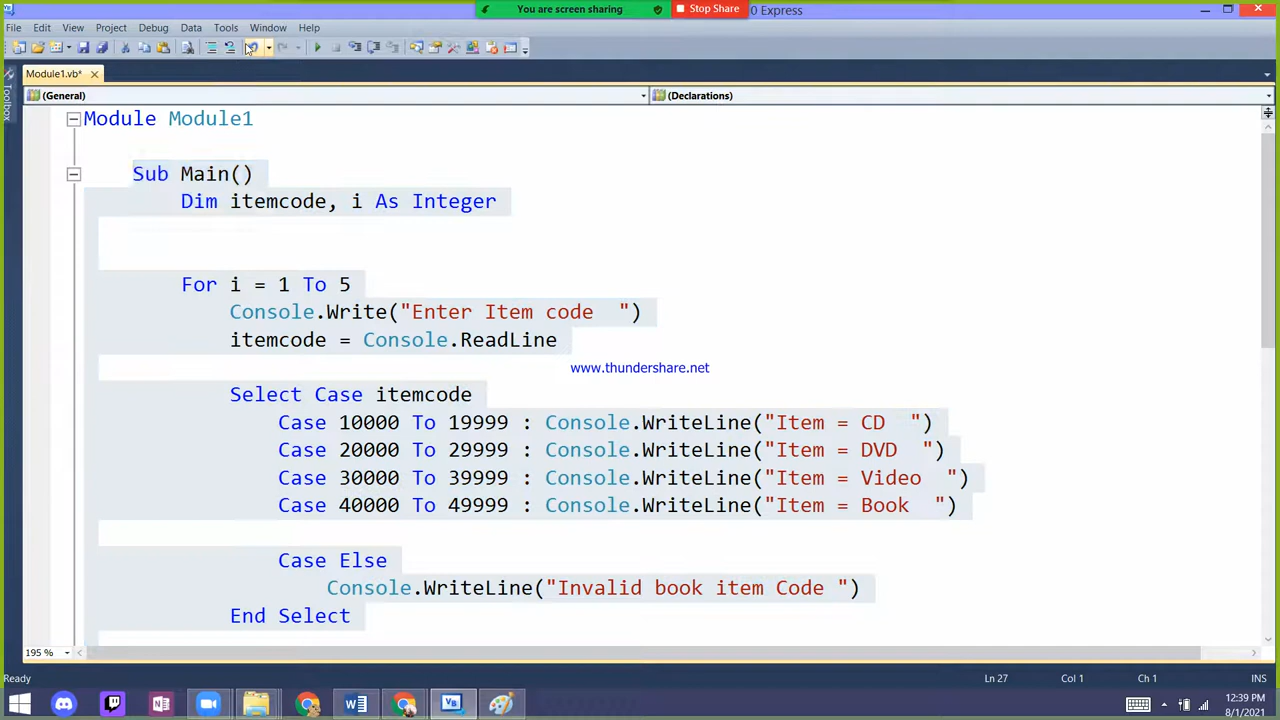 You are screen sharing
Stop Share
0 Express
File Edit View Project Debug Data Tools Window Help
Module1.vb*
Toolbox
(General)
(Declarations)
Module Module1
Sub Main()
Dim itemcode, i As Integer
For i = 1 To 5
Console.Write("Enter Item code  ")
itemcode = Console.ReadLine
www.thundershare.net
Select Case itemcode
Case 10000 To 19999 : Console.WriteLine("Item = CD  ")
Case 20000 To 29999 : Console.WriteLine("Item = DVD  ")
Case 30000 To 39999 : Console.WriteLine("Item = Video  ")
Case 40000 To 49999 : Console.WriteLine("Item = Book  ")
Case Else
Console.WriteLine("Invalid book item Code ")
End Select
195 %
Ready
Ln 27
Col 1
Ch 1
INS
12:39 PM
8/1/2021